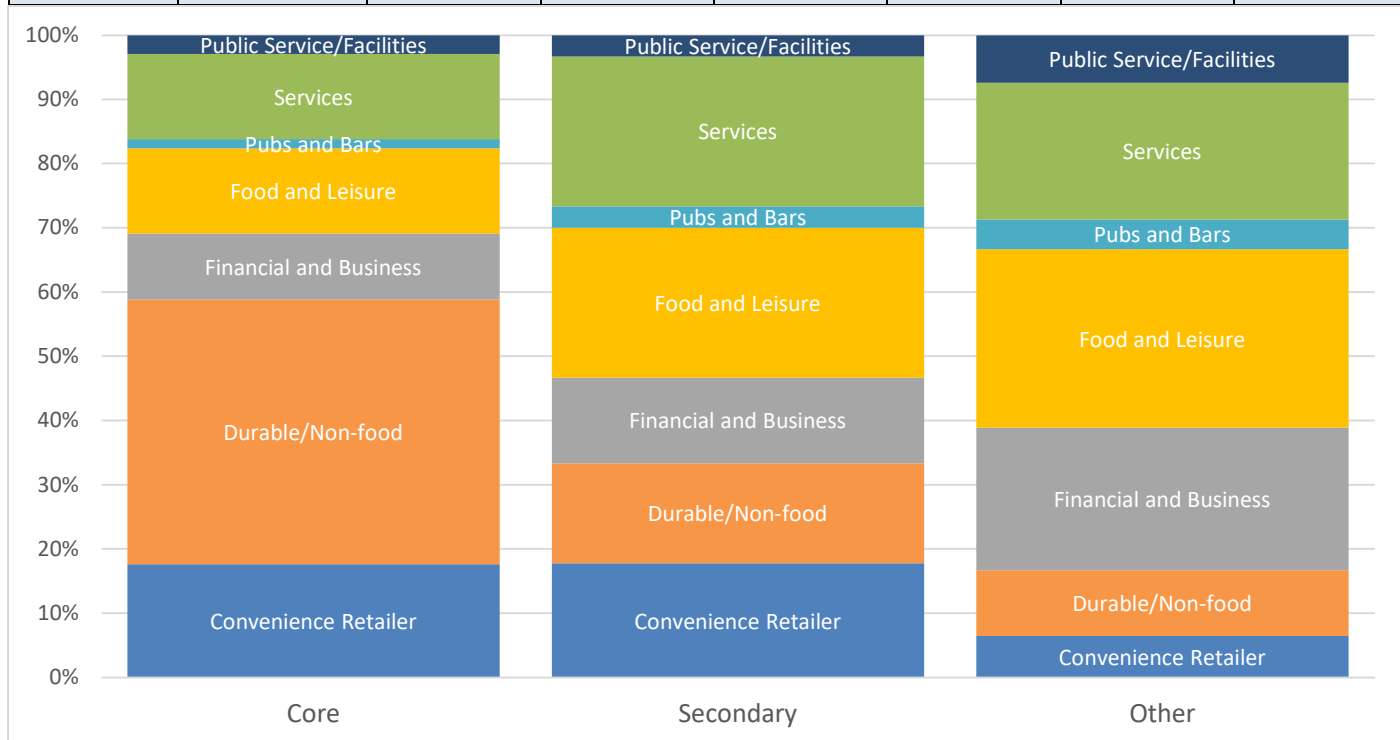 100%
90%
80%
70%
60%
50%
40%
30%
20%
10%
0%
Public Service/Facilities
Services
Pubs and Bars
Food and Leisure
Financial and Business
Durable/Non-food
Convenience Retailer
Public Service/Facilities
Services
Pubs and Bars
Food and Leisure
Financial and Business
Durable/Non-food
Convenience Retailer
Public Service/Facilities
Services
Pubs and Bars
Food and Leisure
Financial and Business
Durable/Non-food
Convenience Retailer
Core
Secondary
Other